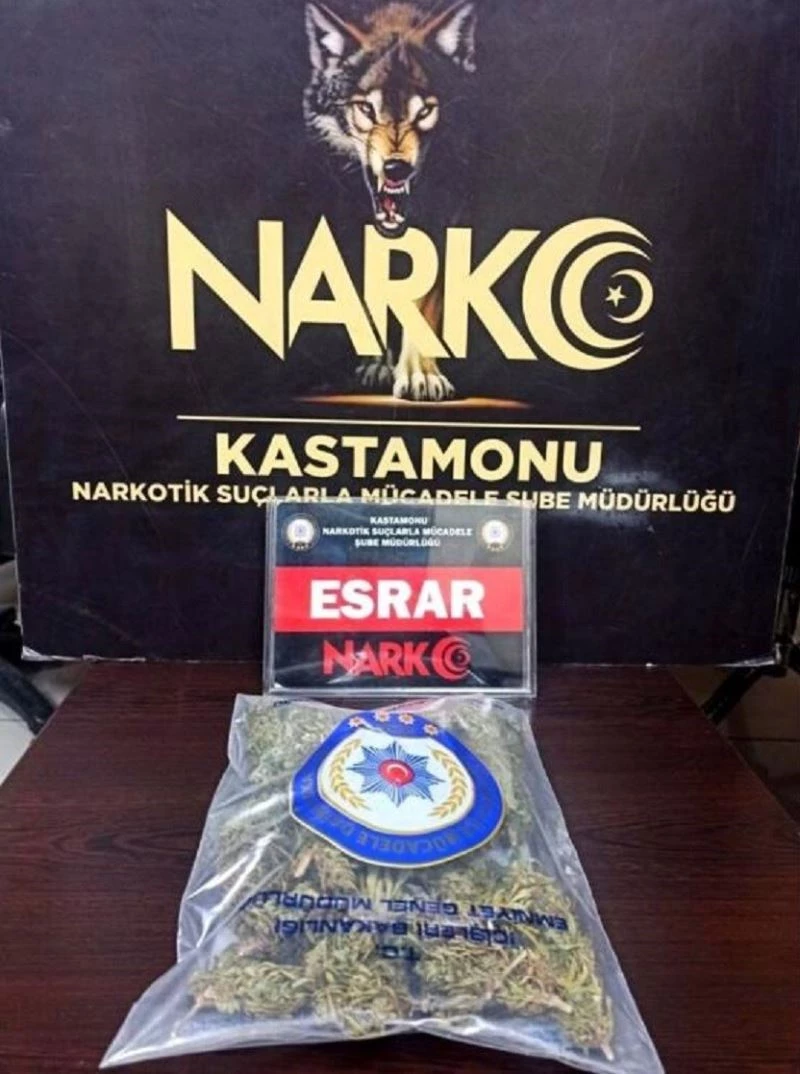 NARKO
KASTAMONU
NARKOTİK SUÇLARLA MÜCADELE ŞUBE MÜDÜRLÜĞÜ
KASTAMONU
NARKOTİK SUÇLARLA MÜCADELE
ŞUBE MÜDÜRLÜĞÜ
ESRAR
NARKO
MÜCADELE
EMNİYET GENEL
İÇİŞLERİ BAKANLIĞI
T.C.